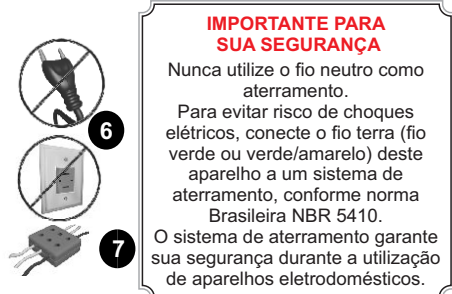 IMPORTANTE PARA
SUA SEGURANÇA
Nunca utilize o fio neutro como
aterramento.
Para evitar risco de choques
elétricos, conecte o fio terra (fio
verde ou verde/amarelo) deste
aparelho a um sistema de
aterramento, conforme norma
Brasileira NBR 5410.
O sistema de aterramento garante
sua segurança durante a utilização
de aparelhos eletrodomésticos.
6
7